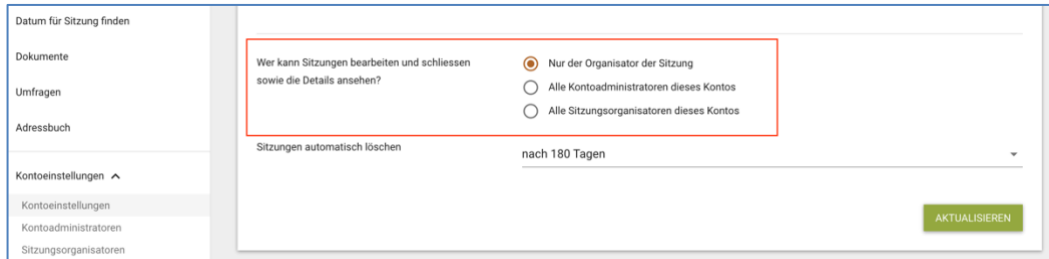 Datum für Sitzung finden
Dokumente
Umfragen
Adressbuch
Kontoeinstellungen
Kontoeinstellungen
Kontoadministratoren
Sitzungsorganisatoren
Wer kann Sitzungen bearbeiten und schliessen
sowie die Details ansehen?
Nur der Organisator der Sitzung
Alle Kontoadministratoren dieses Kontos
Alle Sitzungsorganisatoren dieses Kontos
Sitzungen automatisch löschen
nach 180 Tagen
AKTUALISIEREN